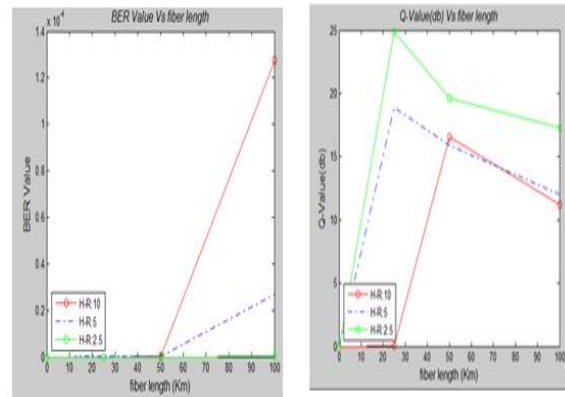 BER Value Vs fiber length
x 10⁴
1.4
1.2
1
0.8
0.6
0.4
0.2
0
BER Value
H-R:10
H-R:5
H-R:2.5
0 10 20 30 40 50 60 70 80 90 100
fiber length (Km)
Q-Value(db) Vs fiber length
25
20
15
10
5
0
Q-Value(db)
H-R:10
H-R:5
H-R:2.5
0 10 20 30 40 50 60 70 80 90 100
fiber length (Km)